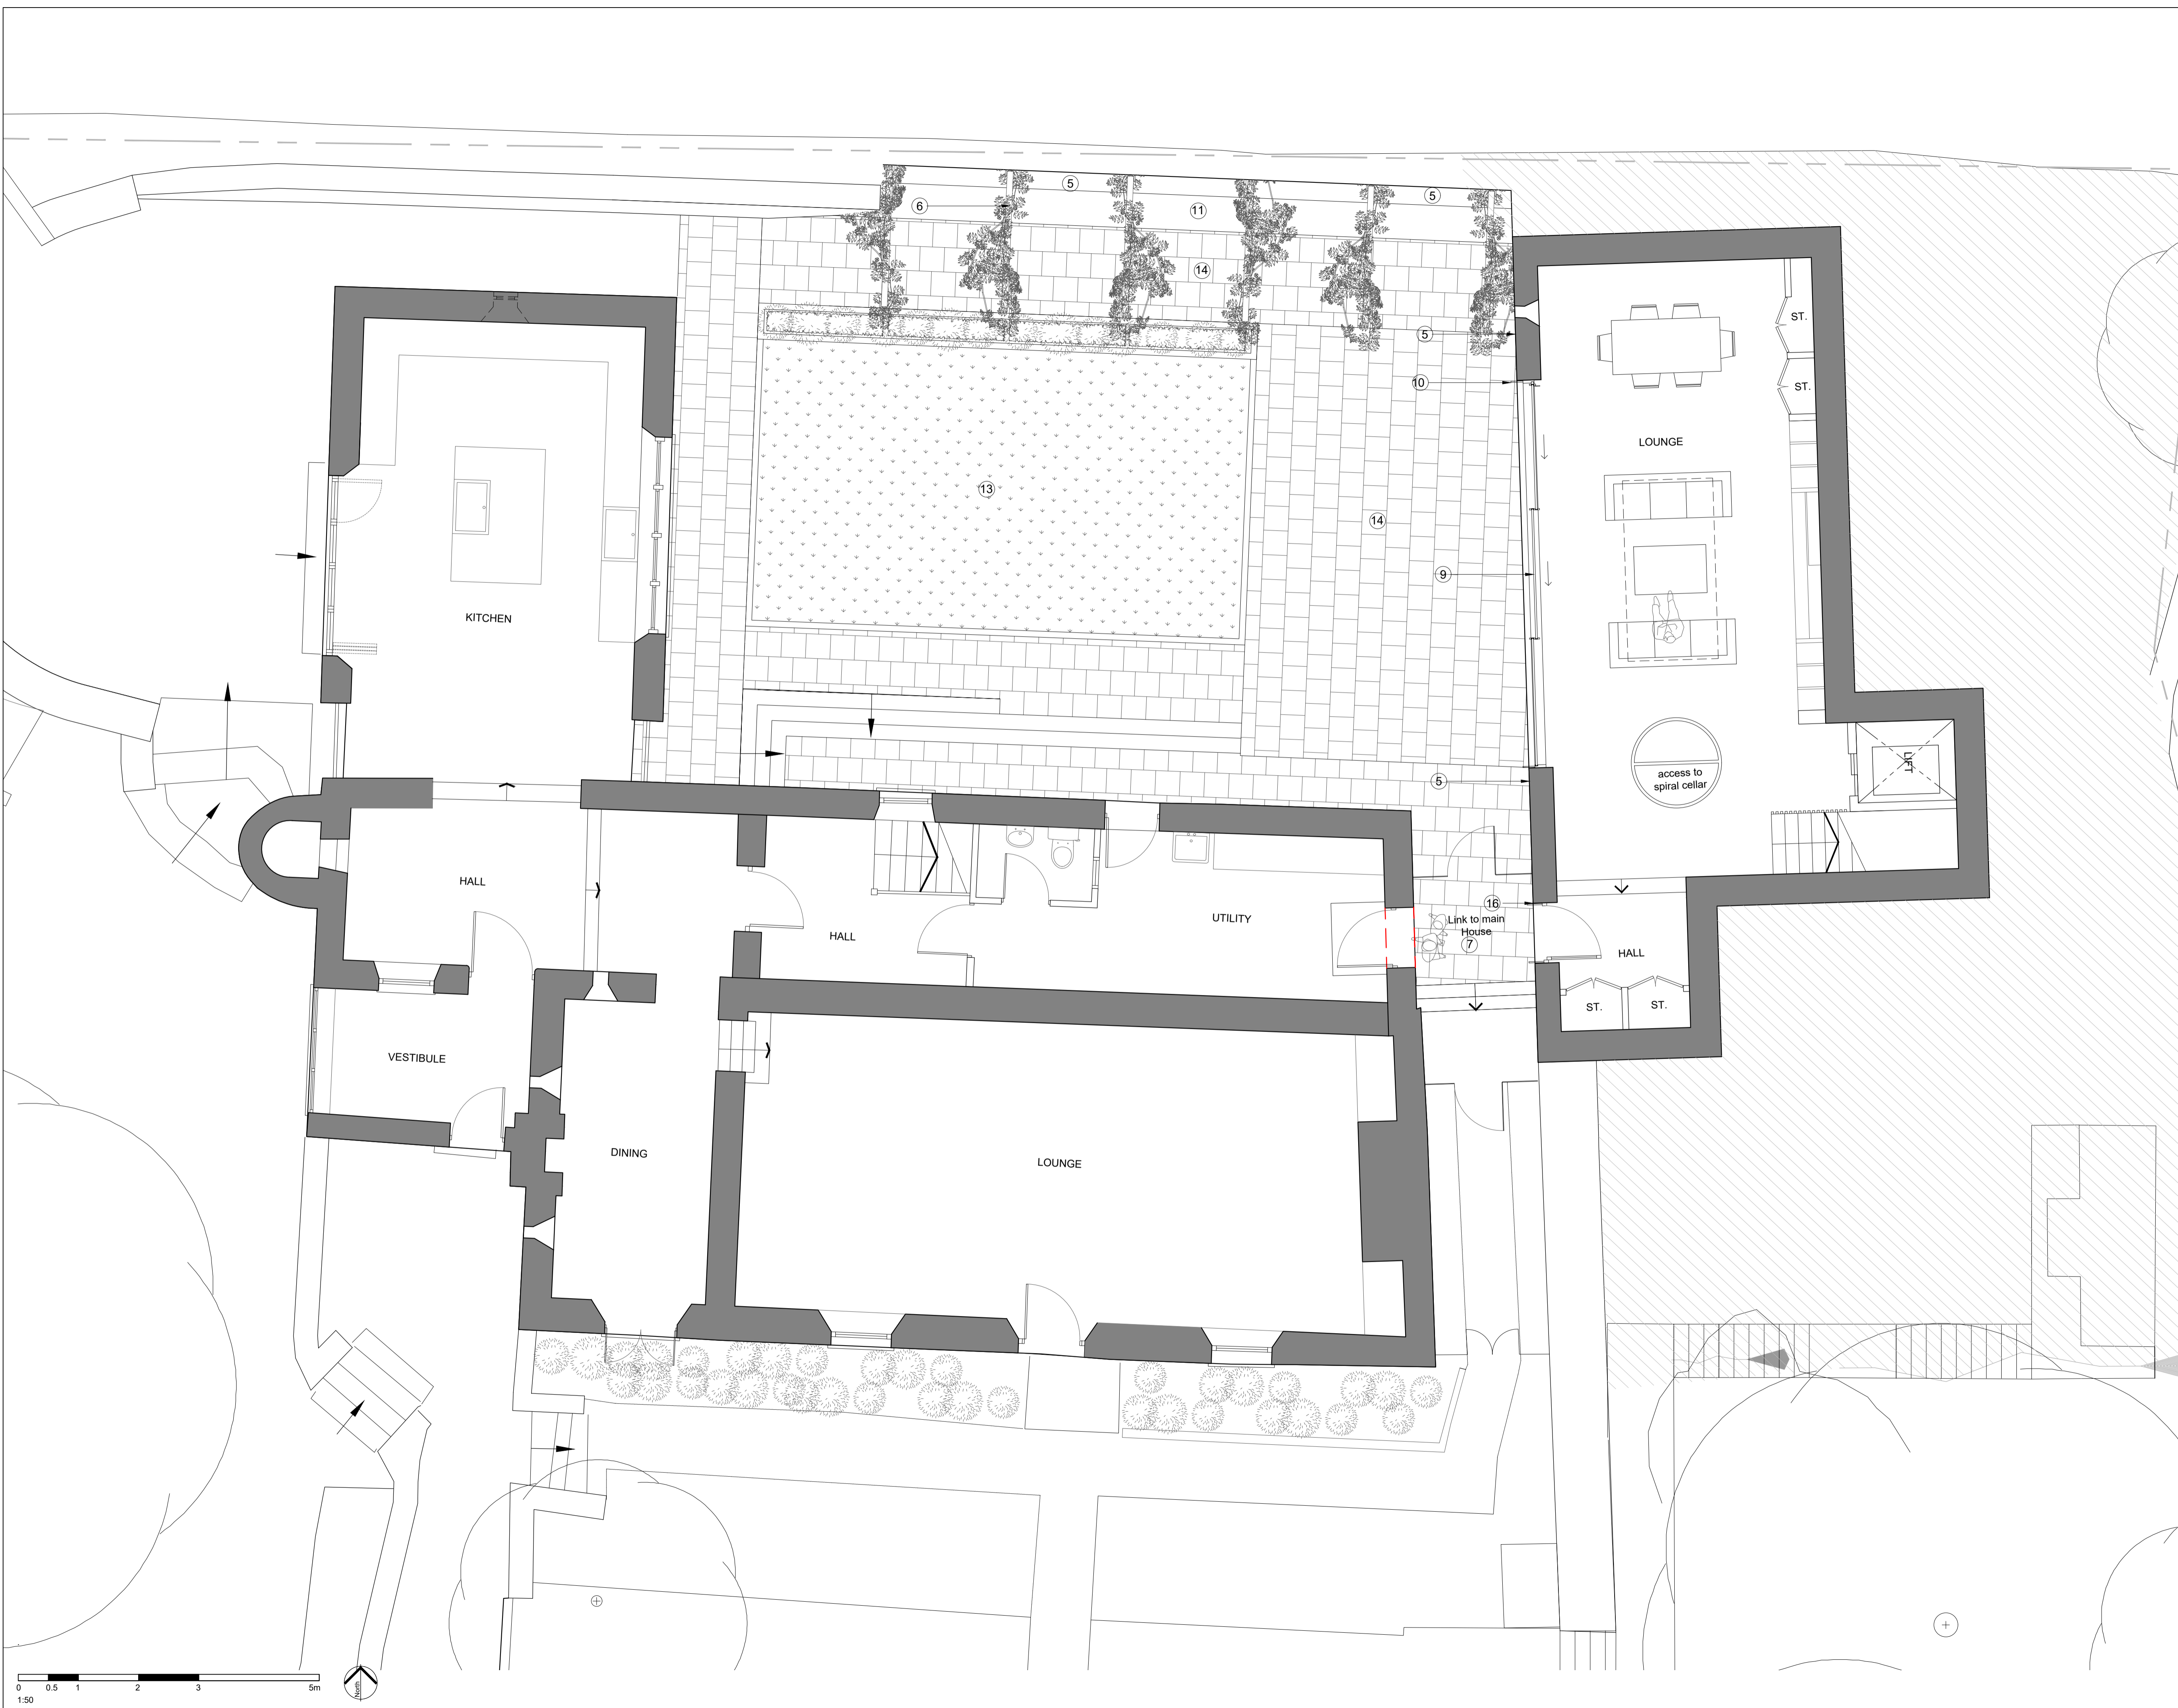 5
5
6
11
14
5
10
ST.
ST.
LOUNGE
13
14
9
KITCHEN
access to
spiral cellar
LIFT
5
HALL
16
Link to main
House
7
UTILITY
HALL
HALL
ST.
ST.
VESTIBULE
DINING
LOUNGE
0
0.5
1
2
3
5m
1:50
North